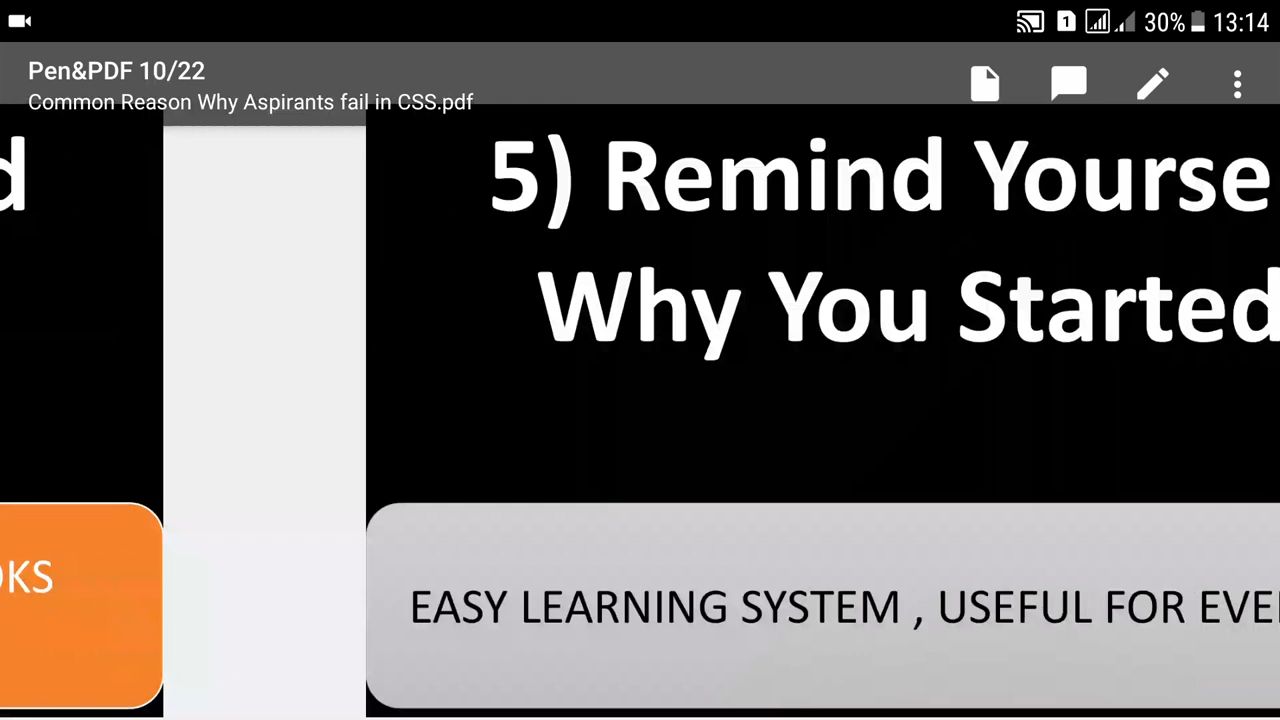 1 30% 13:14
Pen&PDF 10/22
Common Reason Why Aspirants fail in CSS.pdf
5) Remind Yourse
Why You Started
EASY LEARNING SYSTEM , USEFUL FOR